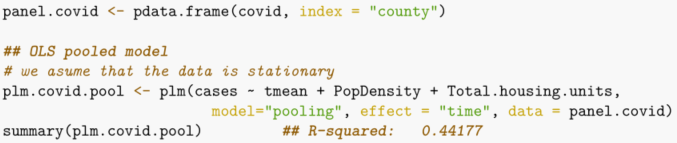 panel.covid <- pdata.frame(covid, index = "county")
## OLS pooled model
# we asume that the data is stationary
plm.covid.pool <- plm(cases ~ tmean + PopDensity + Total.housing.units,
model="pooling", effect = "time", data = panel.covid)
summary(plm.covid.pool) ## R-squared: 0.44177